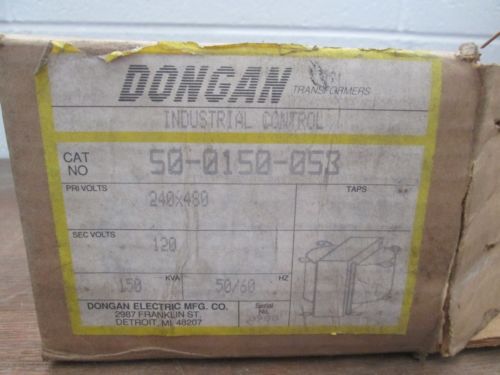 DONGAN
TRANSFORMERS
INDUSTRIAL CONTROL
CAT NO 50-0150-053
PRI VOLTS TAPS
240x480
SEC VOLTS
120
150 KVA 50/60 HZ
DONGAN ELECTRIC MFG. CO.
2987 FRANKLIN ST.
DETROIT, MI. 48207
Serial
No.